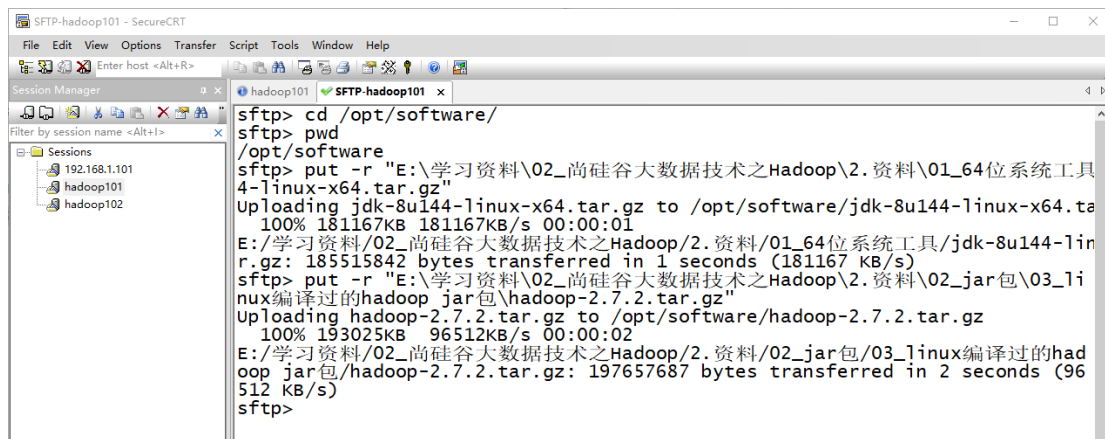 SFTP-hadoop101 - SecureCRT
File Edit View Options Transfer Script Tools Window Help
Enter host <Alt+R>
Session Manager
hadoop101
SFTP-hadoop101
Filter by session name <Alt+I>
Sessions
192.168.1.101
hadoop101
hadoop102
sftp> cd /opt/software/
sftp> pwd
/opt/software
sftp> put -r "E:\学习资料\02_尚硅谷大数据技术之Hadoop\2.资料\01_64位系统工具
4-linux-x64.tar.gz"
Uploading jdk-8u144-linux-x64.tar.gz to /opt/software/jdk-8u144-linux-x64.ta
100% 181167KB 181167KB/s 00:00:01
E:/学习资料/02_尚硅谷大数据技术之Hadoop/2.资料/01_64位系统工具/jdk-8u144-lin
r.gz: 185515842 bytes transferred in 1 seconds (181167 KB/s)
sftp> put -r "E:\学习资料\02_尚硅谷大数据技术之Hadoop\2.资料\02_jar包\03_li
nux编译过的hadoop jar包\hadoop-2.7.2.tar.gz"
Uploading hadoop-2.7.2.tar.gz to /opt/software/hadoop-2.7.2.tar.gz
100% 193025KB 96512KB/s 00:00:02
E:/学习资料/02_尚硅谷大数据技术之Hadoop/2.资料/02_jar包/03_linux编译过的had
oop jar包/hadoop-2.7.2.tar.gz: 197657687 bytes transferred in 2 seconds (96
512 KB/s)
sftp>